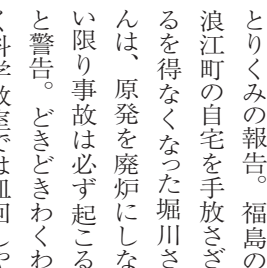 とりくみの報告。福島の
浪江町の自宅を手放さざ
るを得なくなった堀川さ
んは、原発を廃炉にしな
い限り事故は必ず起こる
と警告。どきどきわくわ
く科学教室では皿回しや